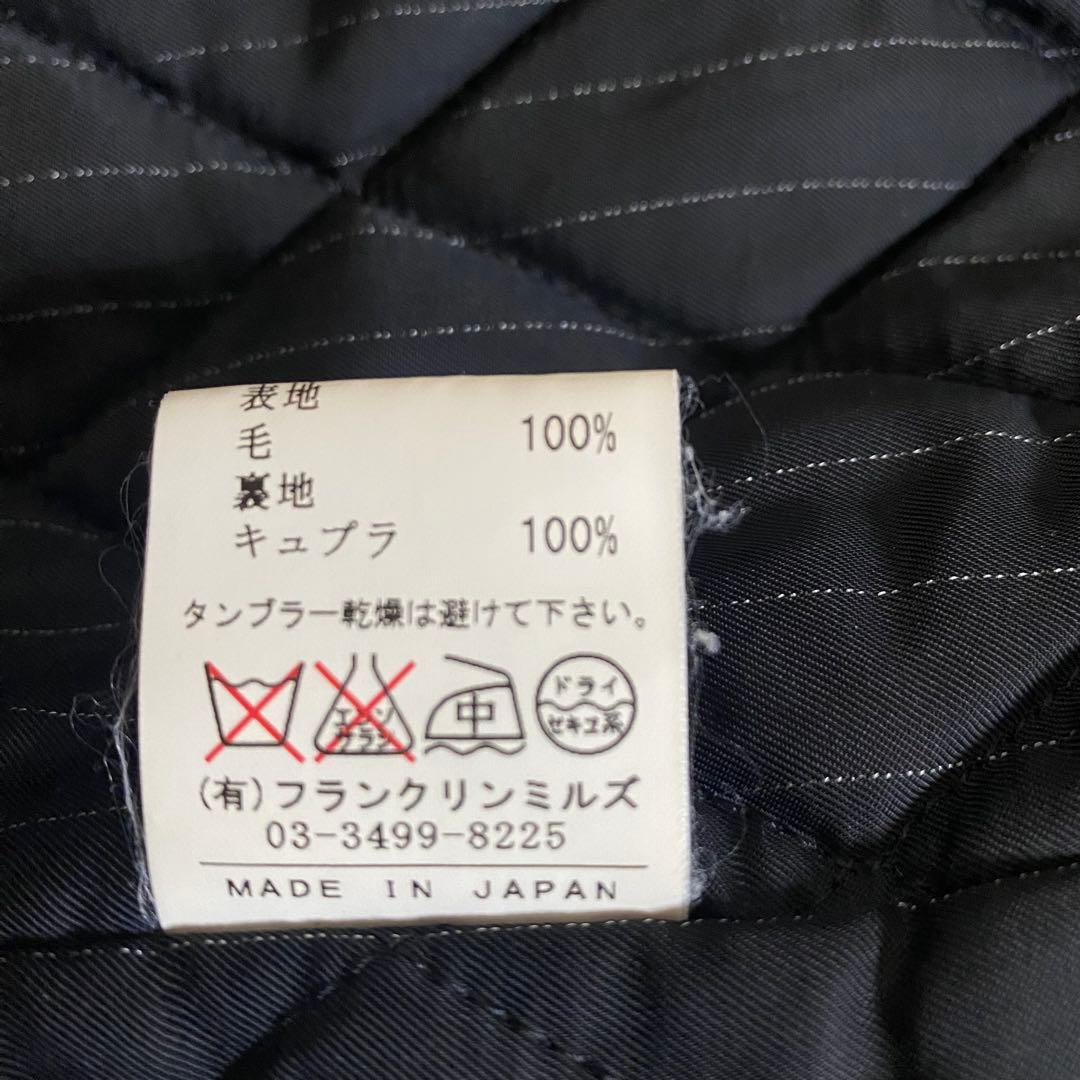 表地
毛 100%
裏地
キュプラ 100%
タンブラー乾燥は避けて下さい。
エンソ
サラシ
中
ドライ
セキユ系
(有)フランクリンミルズ
03-3499-8225
MADE IN JAPAN